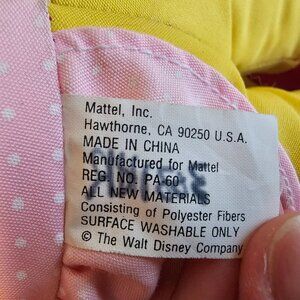 Mattel, Inc.
Hawthorne, CA 90250 U.S.A.
MADE IN CHINA
Manufactured for Mattel
REG. NO. PA-60
ALL NEW MATERIALS
Consisting of Polyester Fibers
SURFACE WASHABLE ONLY
© The Walt Disney Company